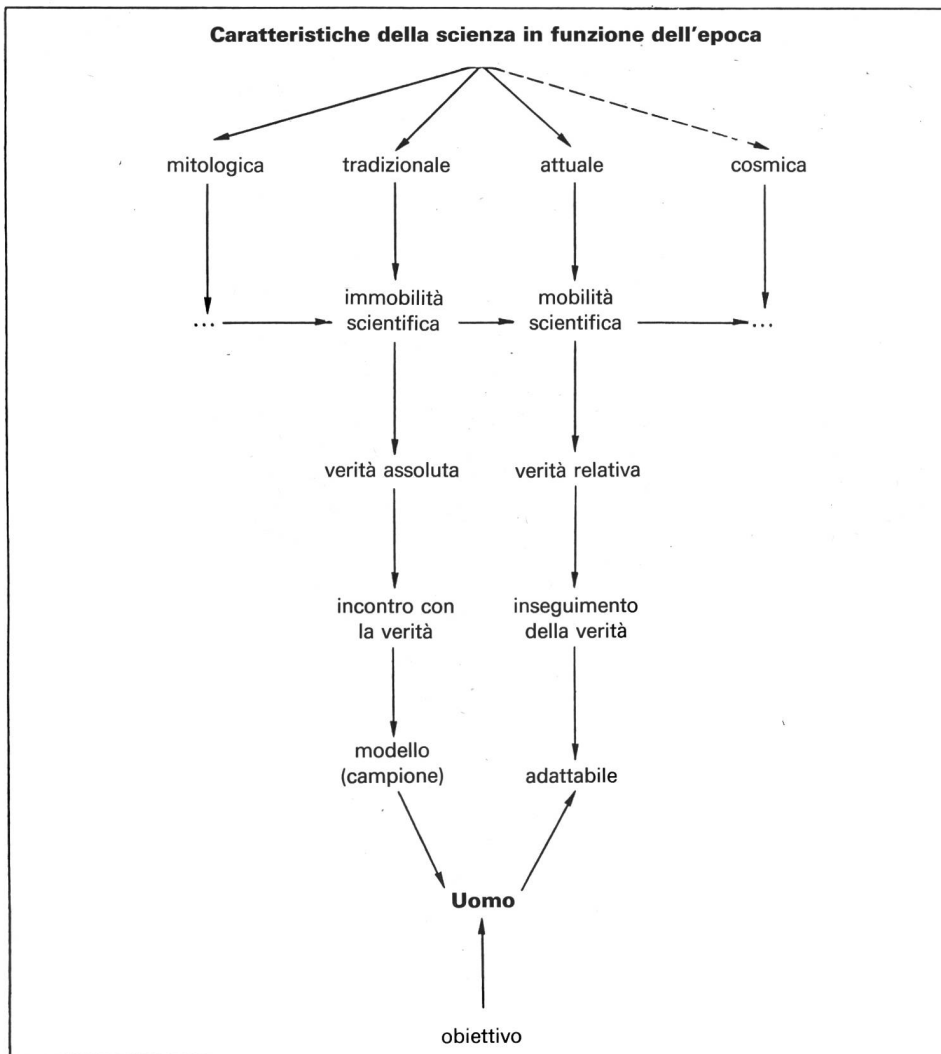 Caratteristiche della scienza in funzione dell'epoca
mitologica tradizionale attuale cosmica
immobilità mobilità
... scientifica scientifica ...
verità assoluta verità relativa
incontro con inseguimento
la verità della verità
modello
(campione) adattabile
Uomo
obiettivo